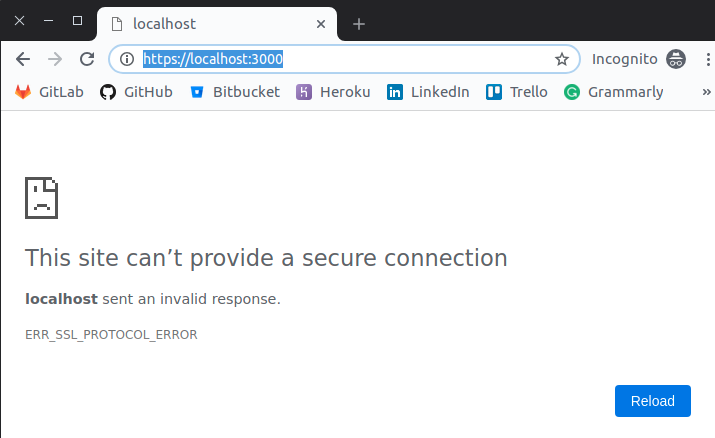 localhost
https://localhost:3000
Incognito
GitLab GitHub Bitbucket Heroku LinkedIn Trello Grammarly »
This site can’t provide a secure connection
localhost sent an invalid response.
ERR_SSL_PROTOCOL_ERROR
Reload